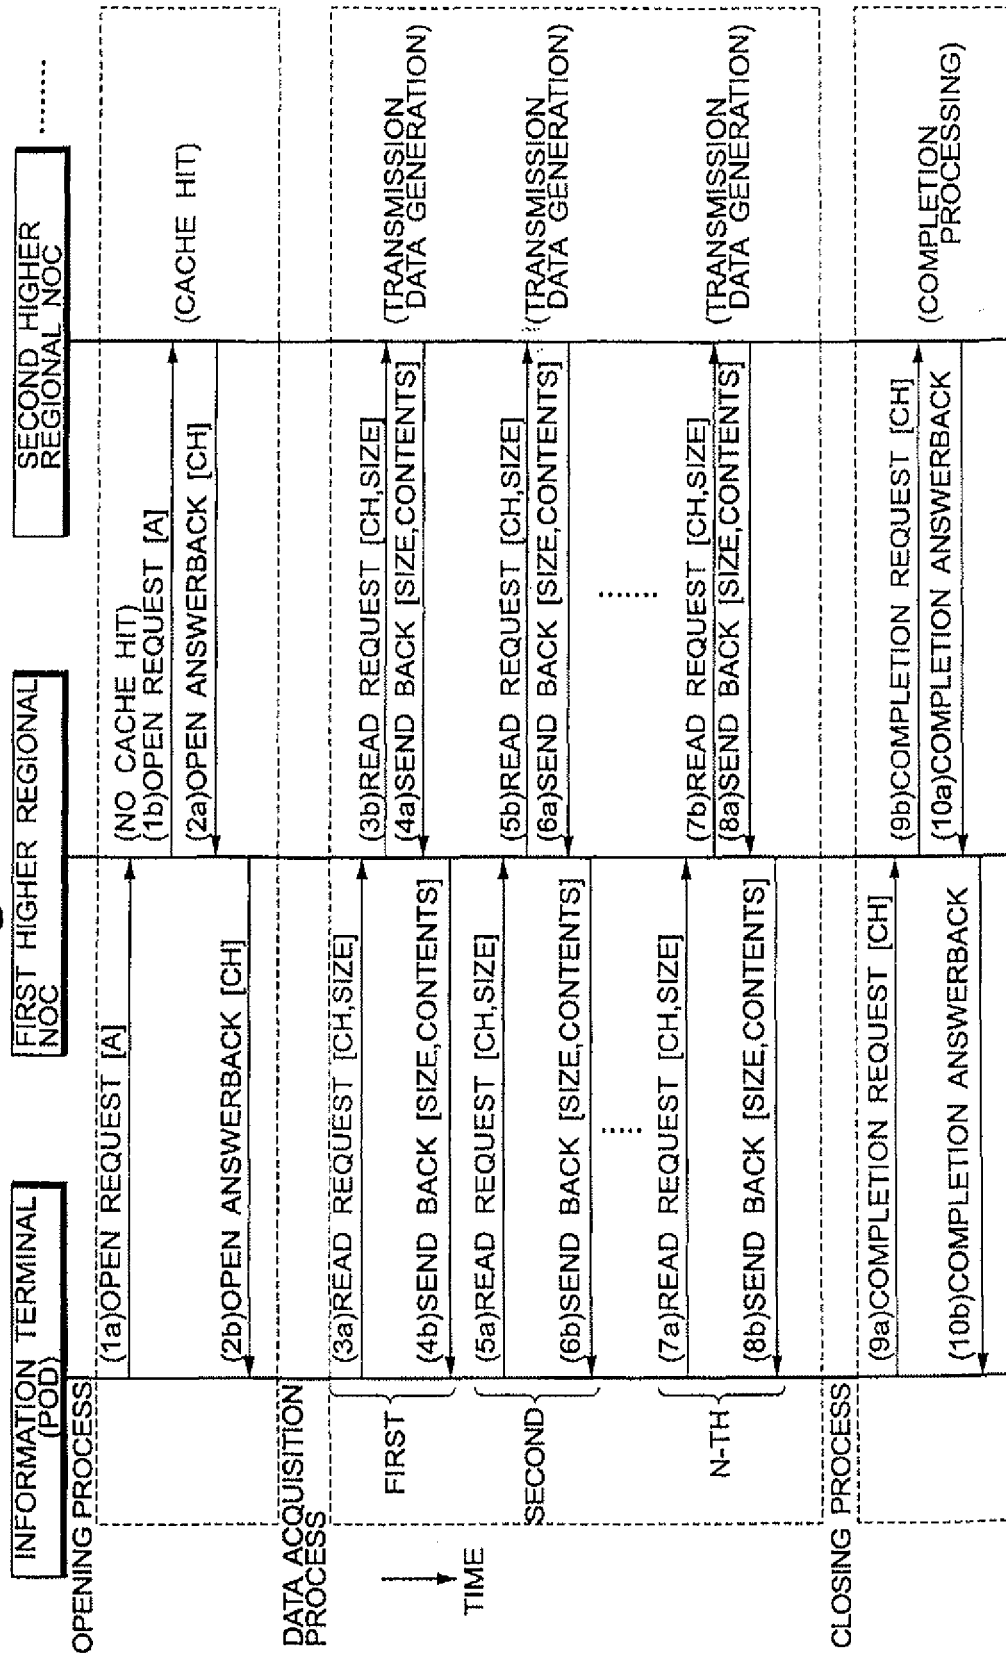 INFORMATION TERMINAL
(POD)
FIRST HIGHER REGIONAL
NOC
SECOND HIGHER
REGIONAL NOC
........
OPENING PROCESS
(1a)OPEN REQUEST [A]
(NO CACHE HIT)
(1b)OPEN REQUEST [A]
(CACHE HIT)
(2a)OPEN ANSWERBACK [CH]
(2b)OPEN ANSWERBACK [CH]
DATA ACQUISITION
PROCESS
FIRST
(3a)READ REQUEST [CH,SIZE]
(3b)READ REQUEST [CH,SIZE]
(TRANSMISSION
DATA GENERATION)
(4a)SEND BACK [SIZE,CONTENTS]
(4b)SEND BACK [SIZE,CONTENTS]
TIME
SECOND
(5a)READ REQUEST [CH,SIZE]
(5b)READ REQUEST [CH,SIZE]
(TRANSMISSION
DATA GENERATION)
(6a)SEND BACK [SIZE,CONTENTS]
(6b)SEND BACK [SIZE,CONTENTS]
......
.......
N-TH
(7a)READ REQUEST [CH,SIZE]
(7b)READ REQUEST [CH,SIZE]
(TRANSMISSION
DATA GENERATION)
(8a)SEND BACK [SIZE,CONTENTS]
(8b)SEND BACK [SIZE,CONTENTS]
CLOSING PROCESS
(9a)COMPLETION REQUEST [CH]
(9b)COMPLETION REQUEST [CH]
(COMPLETION
PROCESSING)
(10a)COMPLETION ANSWERBACK
(10b)COMPLETION ANSWERBACK